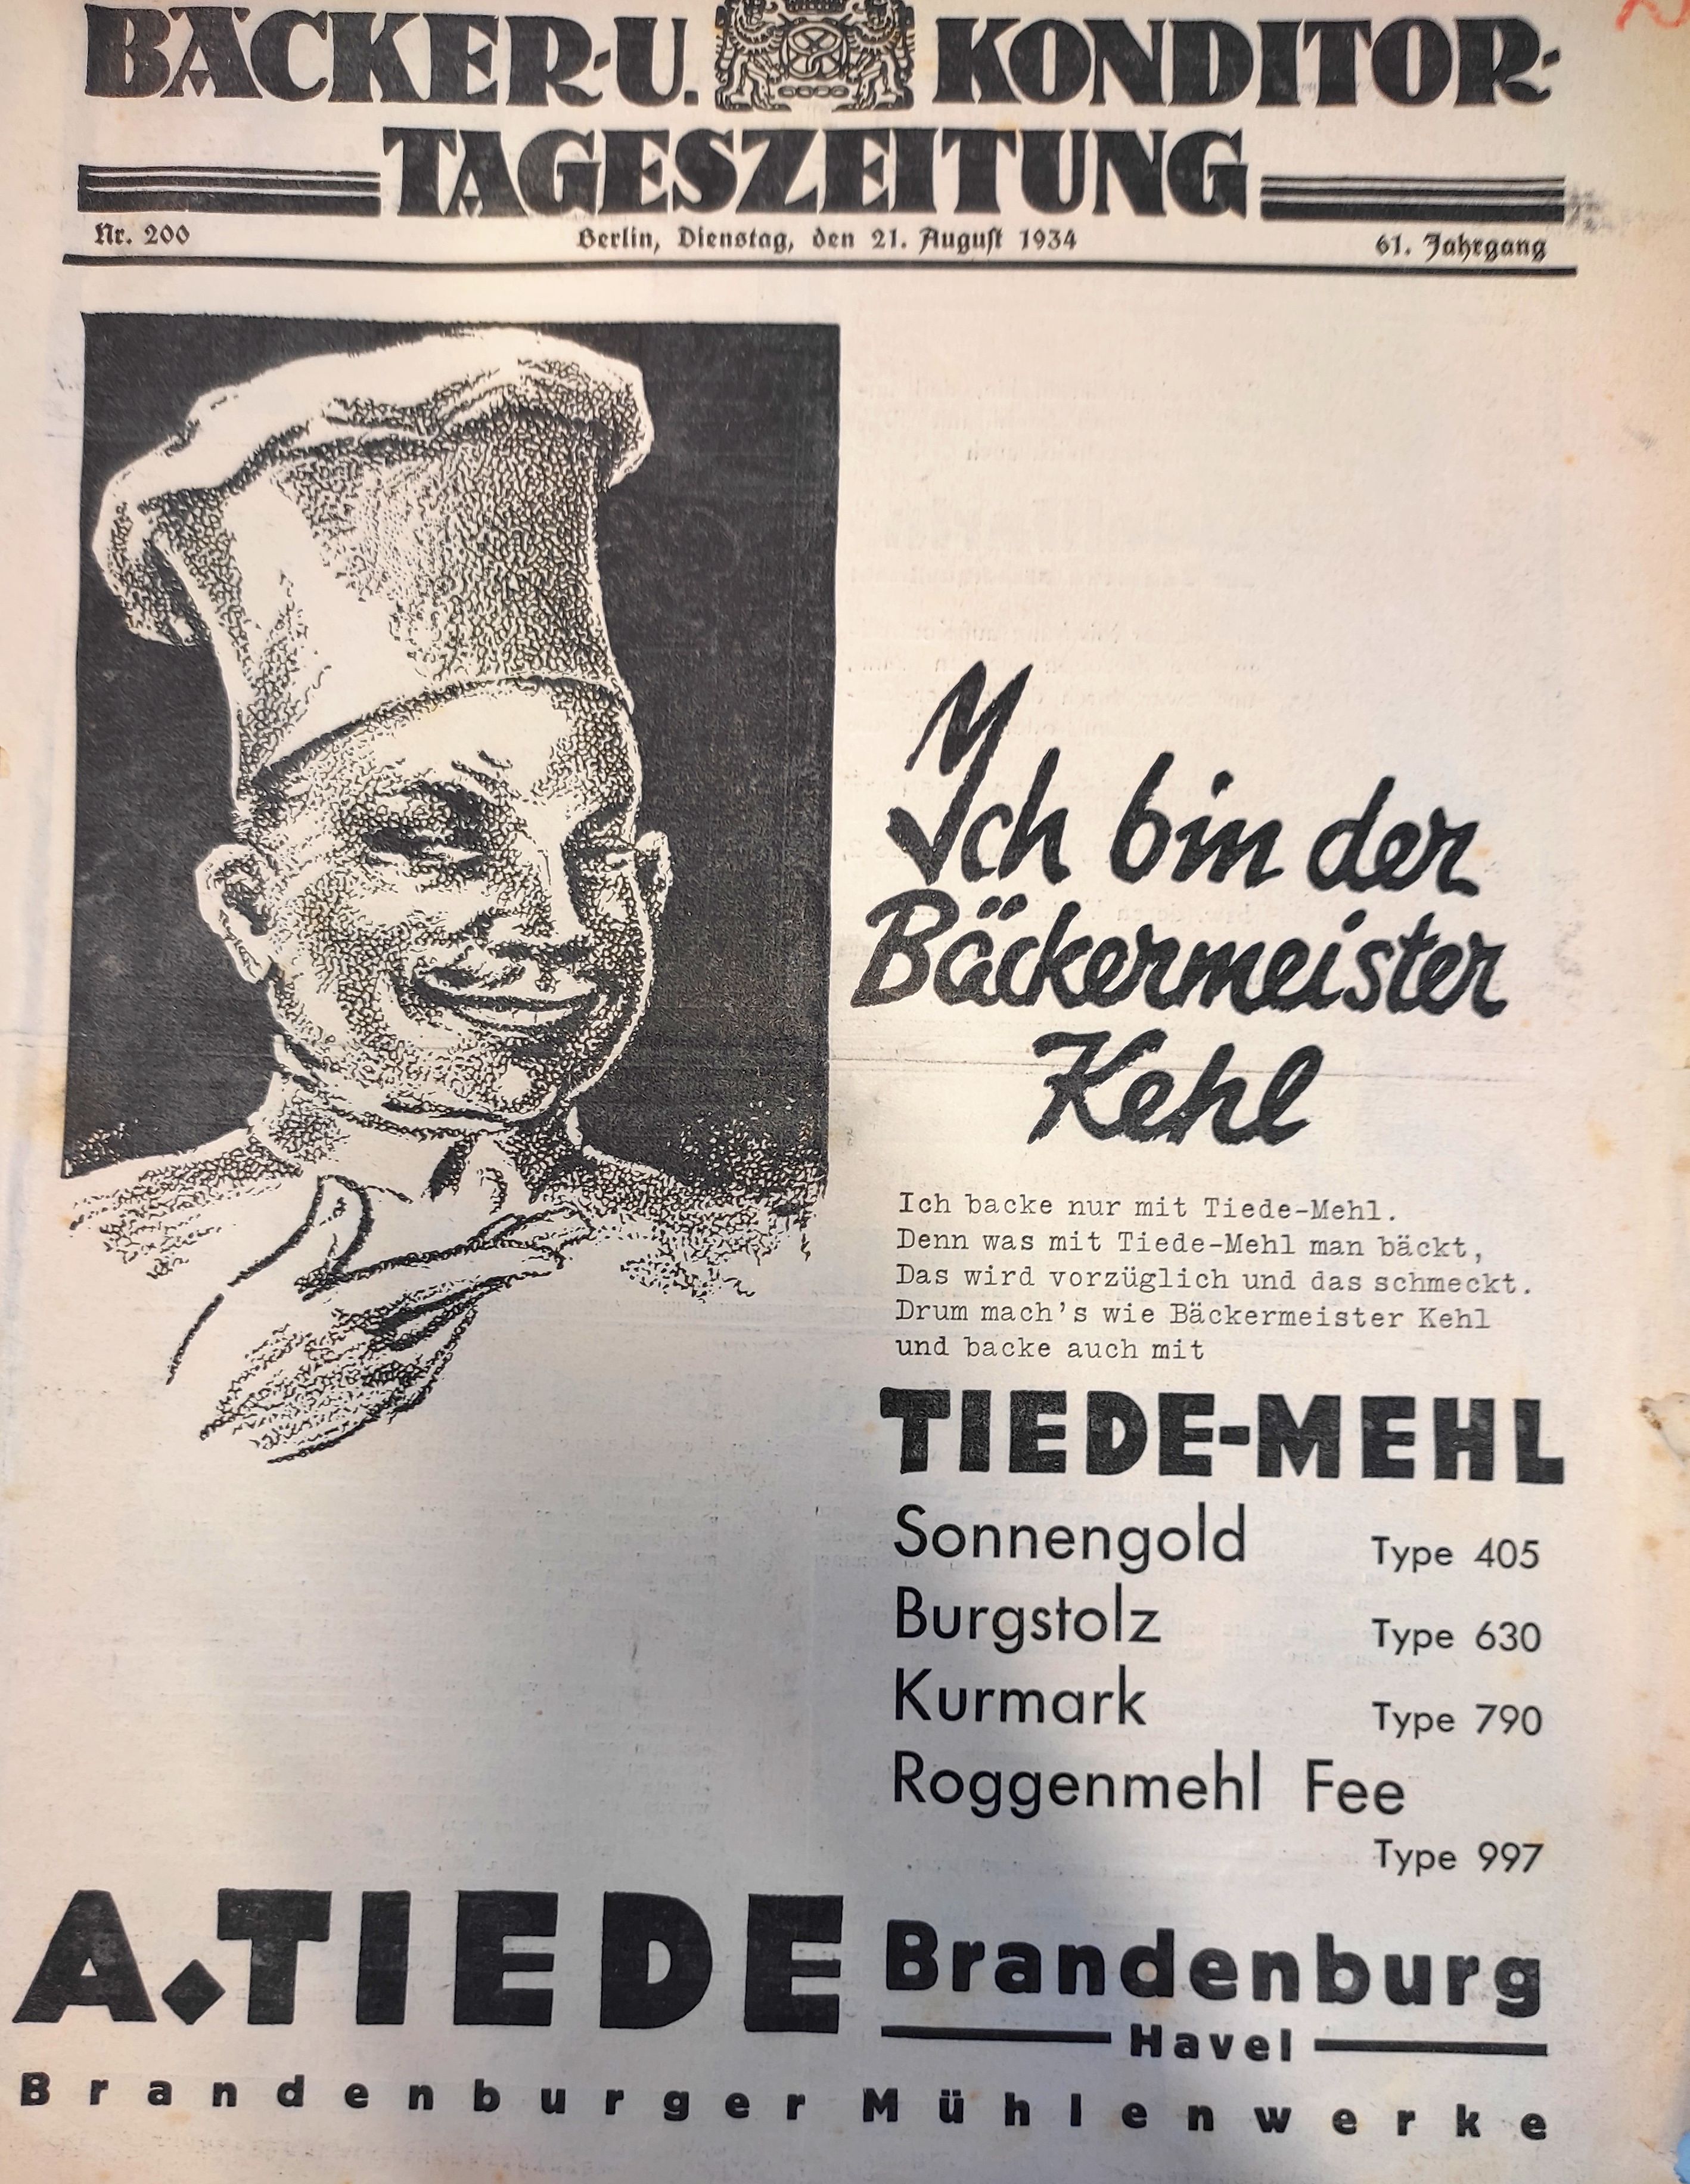 BÄCKER-U. KONDITOR-
TAGESZEITUNG
Nr. 200 Berlin, Dienstag, den 21. August 1934 61. Jahrgang
Ich bin der
Bäckermeister
Kehl
Ich backe nur mit Tiede-Mehl.
Denn was mit Tiede-Mehl man bäckt,
Das wird vorzüglich und das schmeckt.
Drum mach's wie Bäckermeister Kehl
und backe auch mit
TIEDE-MEHL
Sonnengold Type 405
Burgstolz Type 630
Kurmark Type 790
Roggenmehl Fee
Type 997
A. TIEDE Brandenburg
Havel
Brandenburger Mühlenwerke